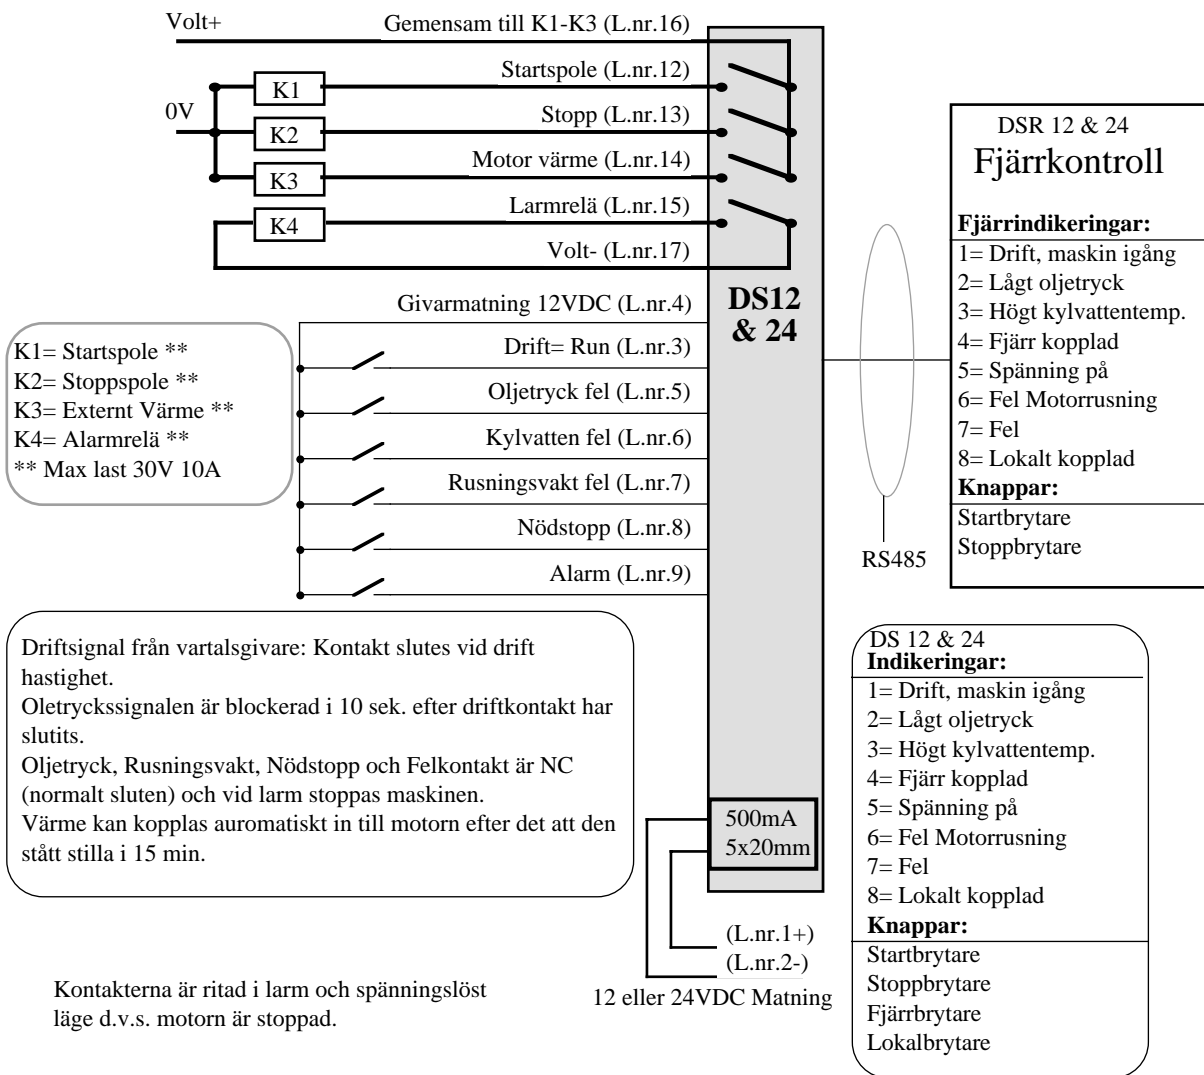 Volt+
Gemensam till K1-K3 (L.nr.16)
Startspole (L.nr.12)
K1
0V
Stopp (L.nr.13)
K2
Motor värme (L.nr.14)
K3
Larmrelä (L.nr.15)
K4
Volt- (L.nr.17)
DS12
& 24
Givarmatning 12VDC (L.nr.4)
Drift= Run (L.nr.3)
Oljetryck fel (L.nr.5)
Kylvatten fel (L.nr.6)
Rusningsvakt fel (L.nr.7)
Nödstopp (L.nr.8)
Alarm (L.nr.9)
K1= Startspole **
K2= Stoppspole **
K3= Externt Värme **
K4= Alarmrelä **
** Max last 30V 10A
RS485
DSR 12 & 24
Fjärrkontroll
Fjärrindikeringar:
1= Drift, maskin igång
2= Lågt oljetryck
3= Högt kylvattentemp.
4= Fjärr kopplad
5= Spänning på
6= Fel Motorrusning
7= Fel
8= Lokalt kopplad
Knappar:
Startbrytare
Stoppbrytare
Driftsignal från vartalsgivare: Kontakt slutes vid drift
hastighet.
Oletryckssignalen är blockerad i 10 sek. efter driftkontakt har
slutits.
Oljetryck, Rusningsvakt, Nödstopp och Felkontakt är NC
(normalt sluten) och vid larm stoppas maskinen.
Värme kan kopplas auromatiskt in till motorn efter det att den
stått stilla i 15 min.
500mA
5x20mm
(L.nr.1+)
(L.nr.2-)
12 eller 24VDC Matning
Kontakterna är ritad i larm och spänningslöst
läge d.v.s. motorn är stoppad.
DS 12 & 24
Indikeringar:
1= Drift, maskin igång
2= Lågt oljetryck
3= Högt kylvattentemp.
4= Fjärr kopplad
5= Spänning på
6= Fel Motorrusning
7= Fel
8= Lokalt kopplad
Knappar:
Startbrytare
Stoppbrytare
Fjärrbrytare
Lokalbrytare